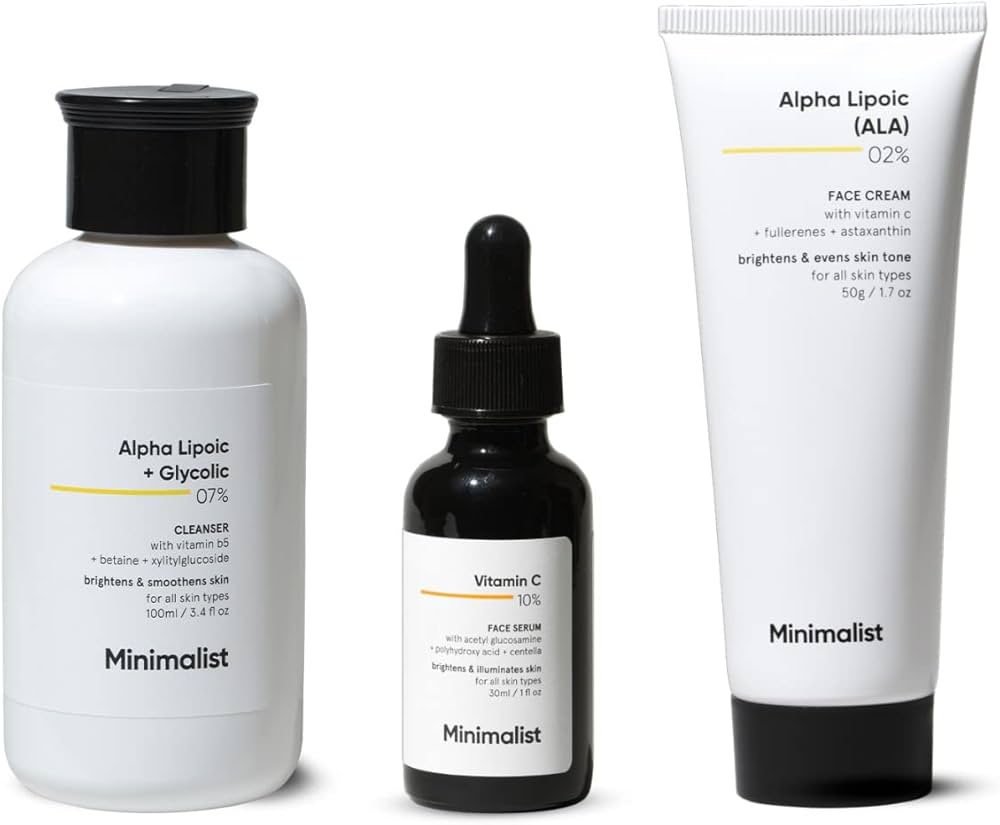 Alpha Lipoic
+ Glycolic
07%
CLEANSER
with vitamin b5
+ betaine + xylitylglucoside
brightens & smoothens skin
for all skin types
100ml / 3.4 fl oz
Minimalist
Vitamin C
10%
FACE SERUM
with acetyl glucosamine
+ polyhydroxy acid + centella
brightens & illuminates skin
for all skin types
30ml / 1 fl oz
Minimalist
Alpha Lipoic
(ALA)
02%
FACE CREAM
with vitamin c
+ fullerenes + astaxanthin
brightens & evens skin tone
for all skin types
50g / 1.7 oz
Minimalist